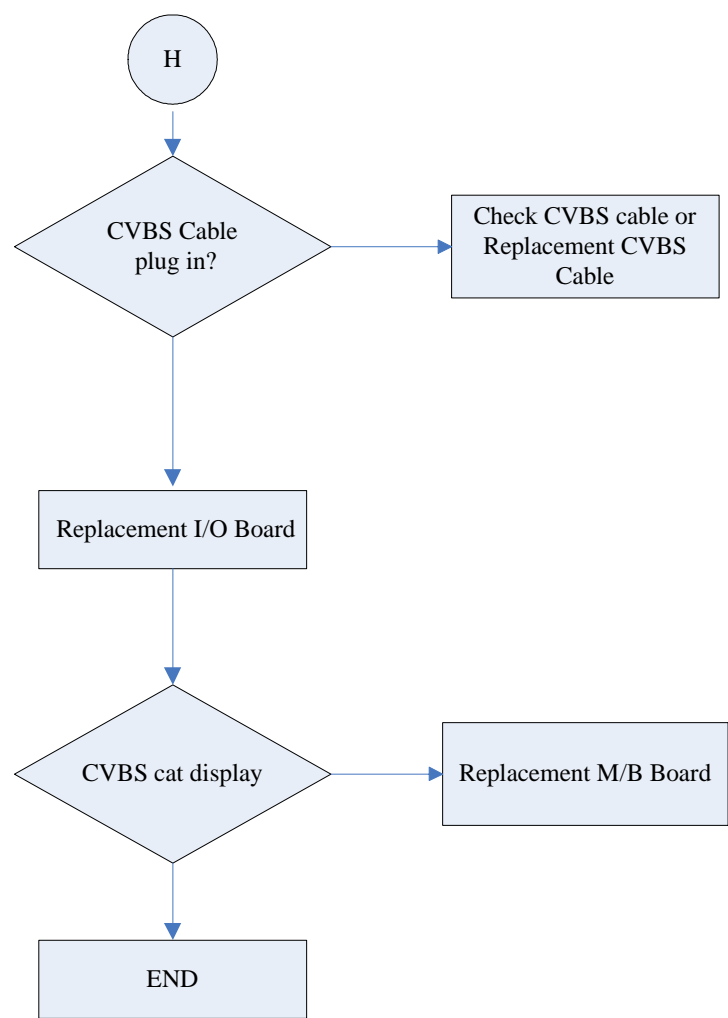 H
CVBS Cable
plug in?
Check CVBS cable or
Replacement CVBS
Cable
Replacement I/O Board
CVBS cat display
Replacement M/B Board
END